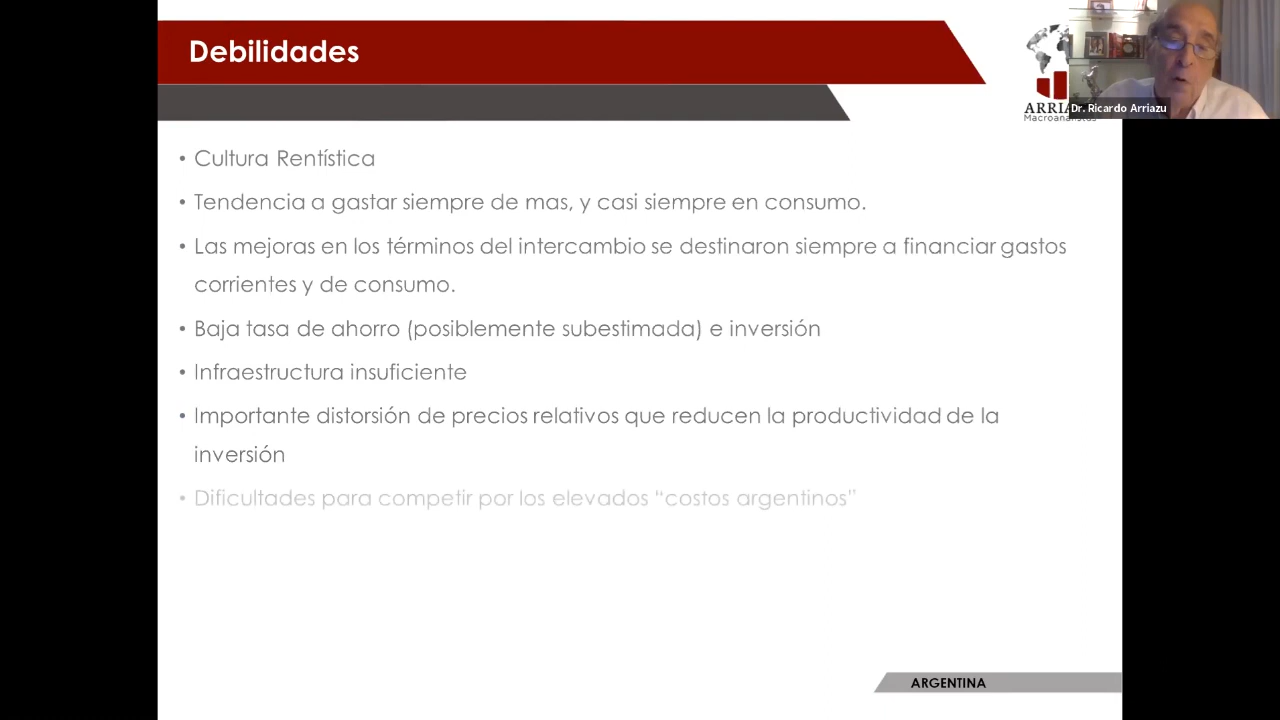 Debilidades
ARRIA
Macroanalistas
Dr. Ricardo Arriazu
• Cultura Rentística
• Tendencia a gastar siempre de mas, y casi siempre en consumo.
• Las mejoras en los términos del intercambio se destinaron siempre a financiar gastos
corrientes y de consumo.
• Baja tasa de ahorro (posiblemente subestimada) e inversión
• Infraestructura insuficiente
• Importante distorsión de precios relativos que reducen la productividad de la
inversión
• Dificultades para competir por los elevados “costos argentinos”
ARGENTINA